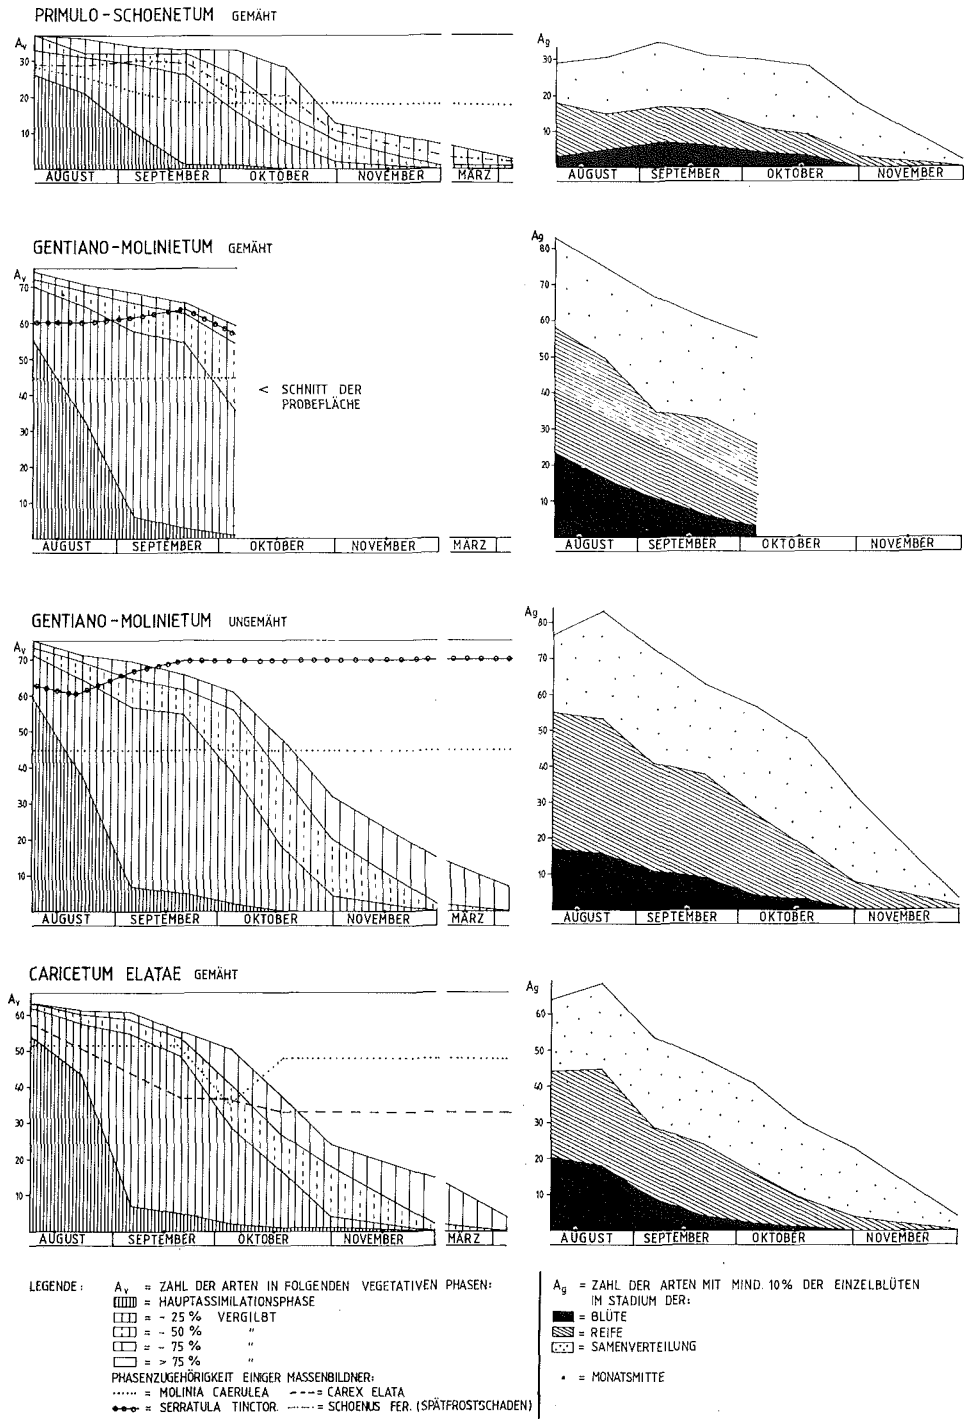 PRIMULO-SCHOENETUM GEMÄHT
Av
30
20
10
AUGUST SEPTEMBER OKTOBER NOVEMBER MÄRZ
Ag
30
20
10
AUGUST SEPTEMBER OKTOBER NOVEMBER
GENTIANO-MOLINIETUM GEMÄHT
Av
70
60
50
40
30
20
10
< SCHNITT DER
PROBEFLÄCHE
AUGUST SEPTEMBER OKTOBER NOVEMBER MÄRZ
Ag
80
70
60
50
40
30
20
10
AUGUST SEPTEMBER OKTOBER NOVEMBER
GENTIANO-MOLINIETUM UNGEMÄHT
Av
70
60
50
40
30
20
10
AUGUST SEPTEMBER OKTOBER NOVEMBER MÄRZ
Ag
80
70
60
50
40
30
20
10
AUGUST SEPTEMBER OKTOBER NOVEMBER
CARICETUM ELATAE GEMÄHT
Av
60
50
40
30
20
10
AUGUST SEPTEMBER OKTOBER NOVEMBER MÄRZ
Ag
60
50
40
30
20
10
AUGUST SEPTEMBER OKTOBER NOVEMBER
LEGENDE: Av = ZAHL DER ARTEN IN FOLGENDEN VEGETATIVEN PHASEN:
= HAUPTASSIMILATIONSPHASE
= - 25 % VERGILBT
= - 50 % "
= - 75 % "
= > 75 % "
PHASENZUGEHÖRIGKEIT EINIGER MASSENBILDNER:
= MOLINIA CAERULEA = CAREX ELATA
= SERRATULA TINCTOR. = SCHOENUS FER. (SPÄTFROSTSCHADEN)
Ag = ZAHL DER ARTEN MIT MIND. 10% DER EINZELBLÜTEN
IM STADIUM DER:
= BLÜTE
= REIFE
= SAMENVERTEILUNG
• = MONATSMITTE